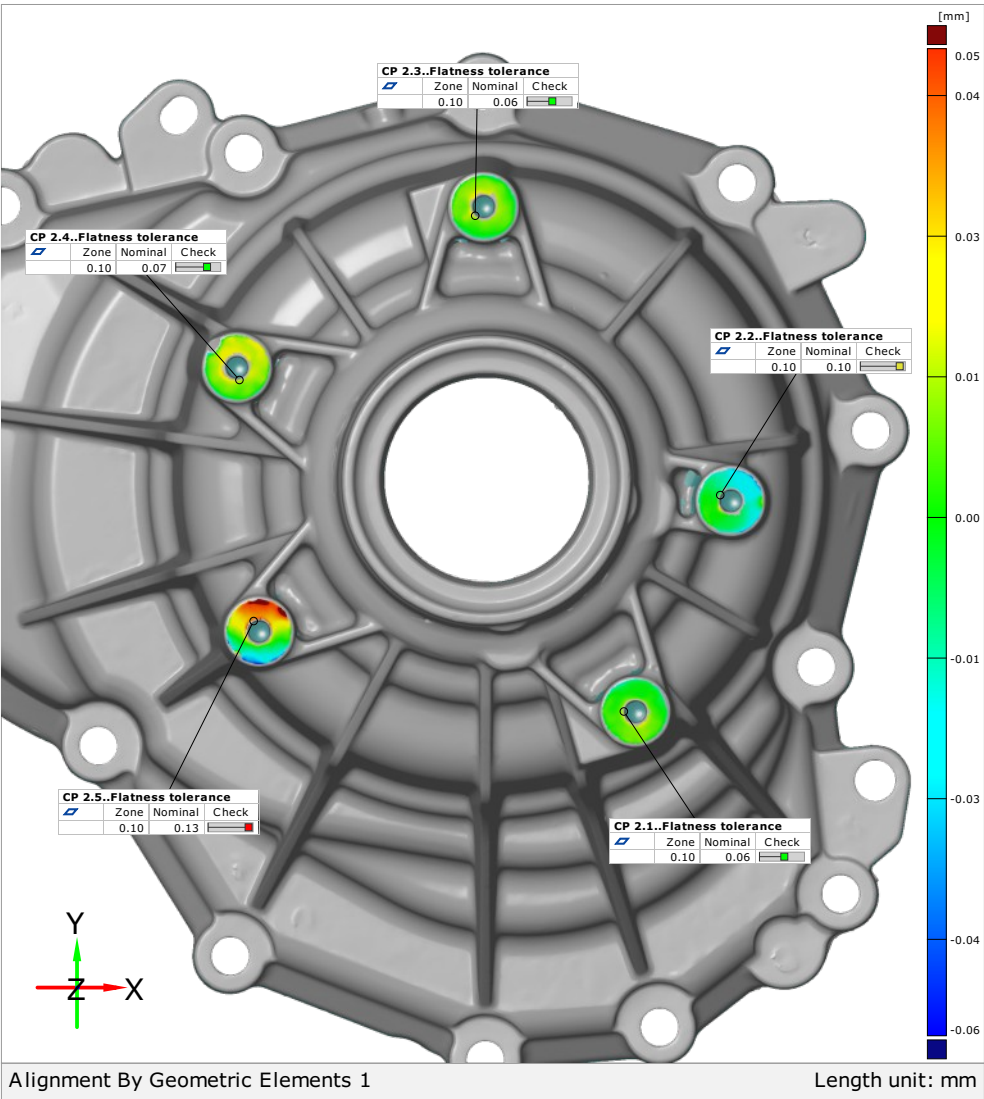 [mm]
0.05
0.04
0.03
0.01
0.00
-0.01
-0.03
-0.04
-0.06
CP 2.3..Flatness tolerance
Zone Nominal Check
0.10 0.06
CP 2.4..Flatness tolerance
Zone Nominal Check
0.10 0.07
CP 2.2..Flatness tolerance
Zone Nominal Check
0.10 0.10
CP 2.5..Flatness tolerance
Zone Nominal Check
0.10 0.13
CP 2.1..Flatness tolerance
Zone Nominal Check
0.10 0.06
Y
Z X
Alignment By Geometric Elements 1 Length unit: mm